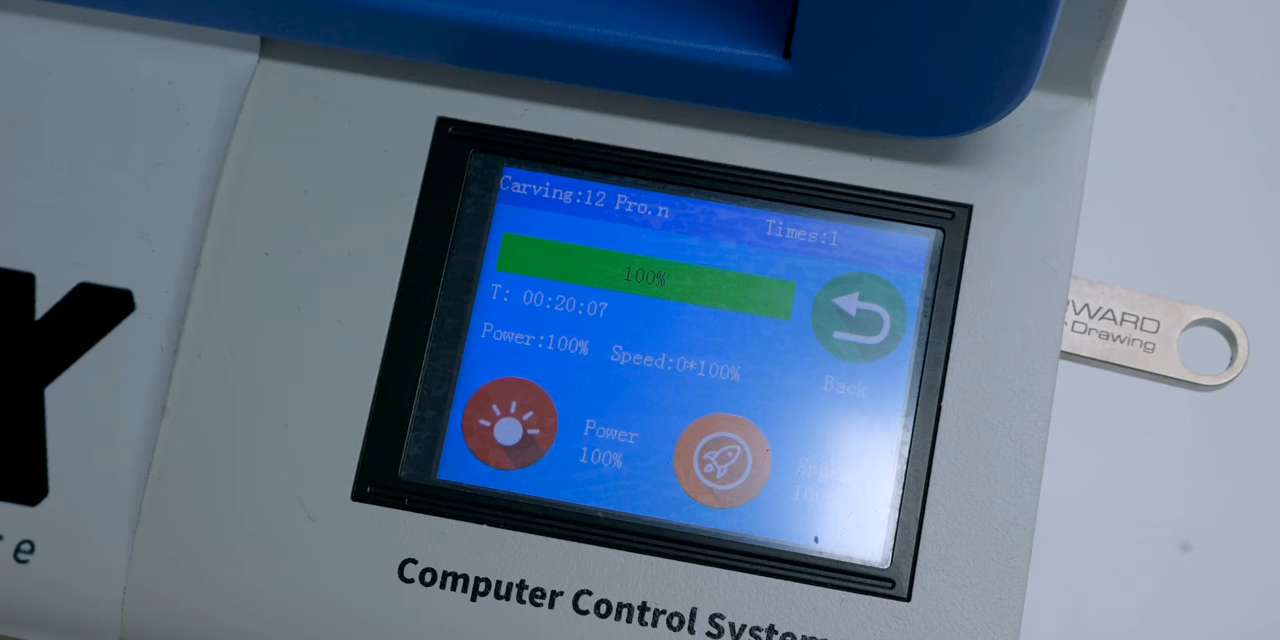 Carving:12 Pro.n
Times:1
100%
T: 00:20:07
Power:100%
Speed:0*100%
Back
Power
100%
WARD
Drawing
X
re
Computer Control System